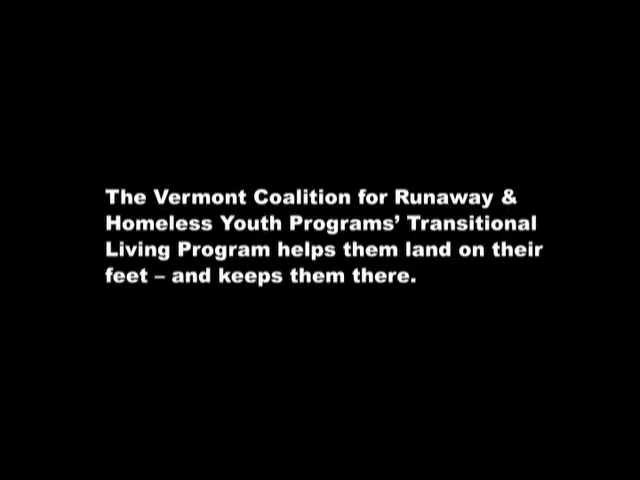 The Vermont Coalition for Runaway &
Homeless Youth Programs’ Transitional
Living Program helps them land on their
feet – and keeps them there.